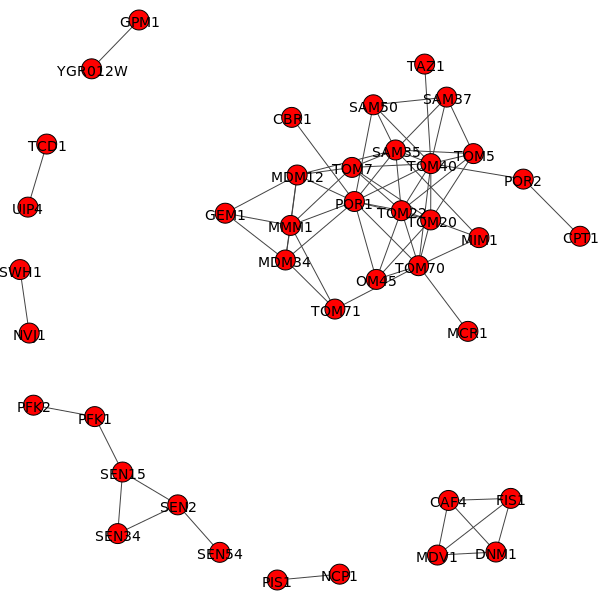 GPM1
YGR012W
TAZ1
SAM37
SAM50
CBR1
TCD1
SAM35
TOM5
TOM40
TOM7
MDM12
POR2
UIP4
POR1
TOM22
GEM1
TOM20
MMM1
CPT1
MIM1
MDM34
TOM70
SWH1
OM45
TOM71
MCR1
NVJ1
PFK2
PFK1
SEN15
FIS1
CAF4
SEN2
SEN34
SEN54
DNM1
MDV1
NCP1
PIS1